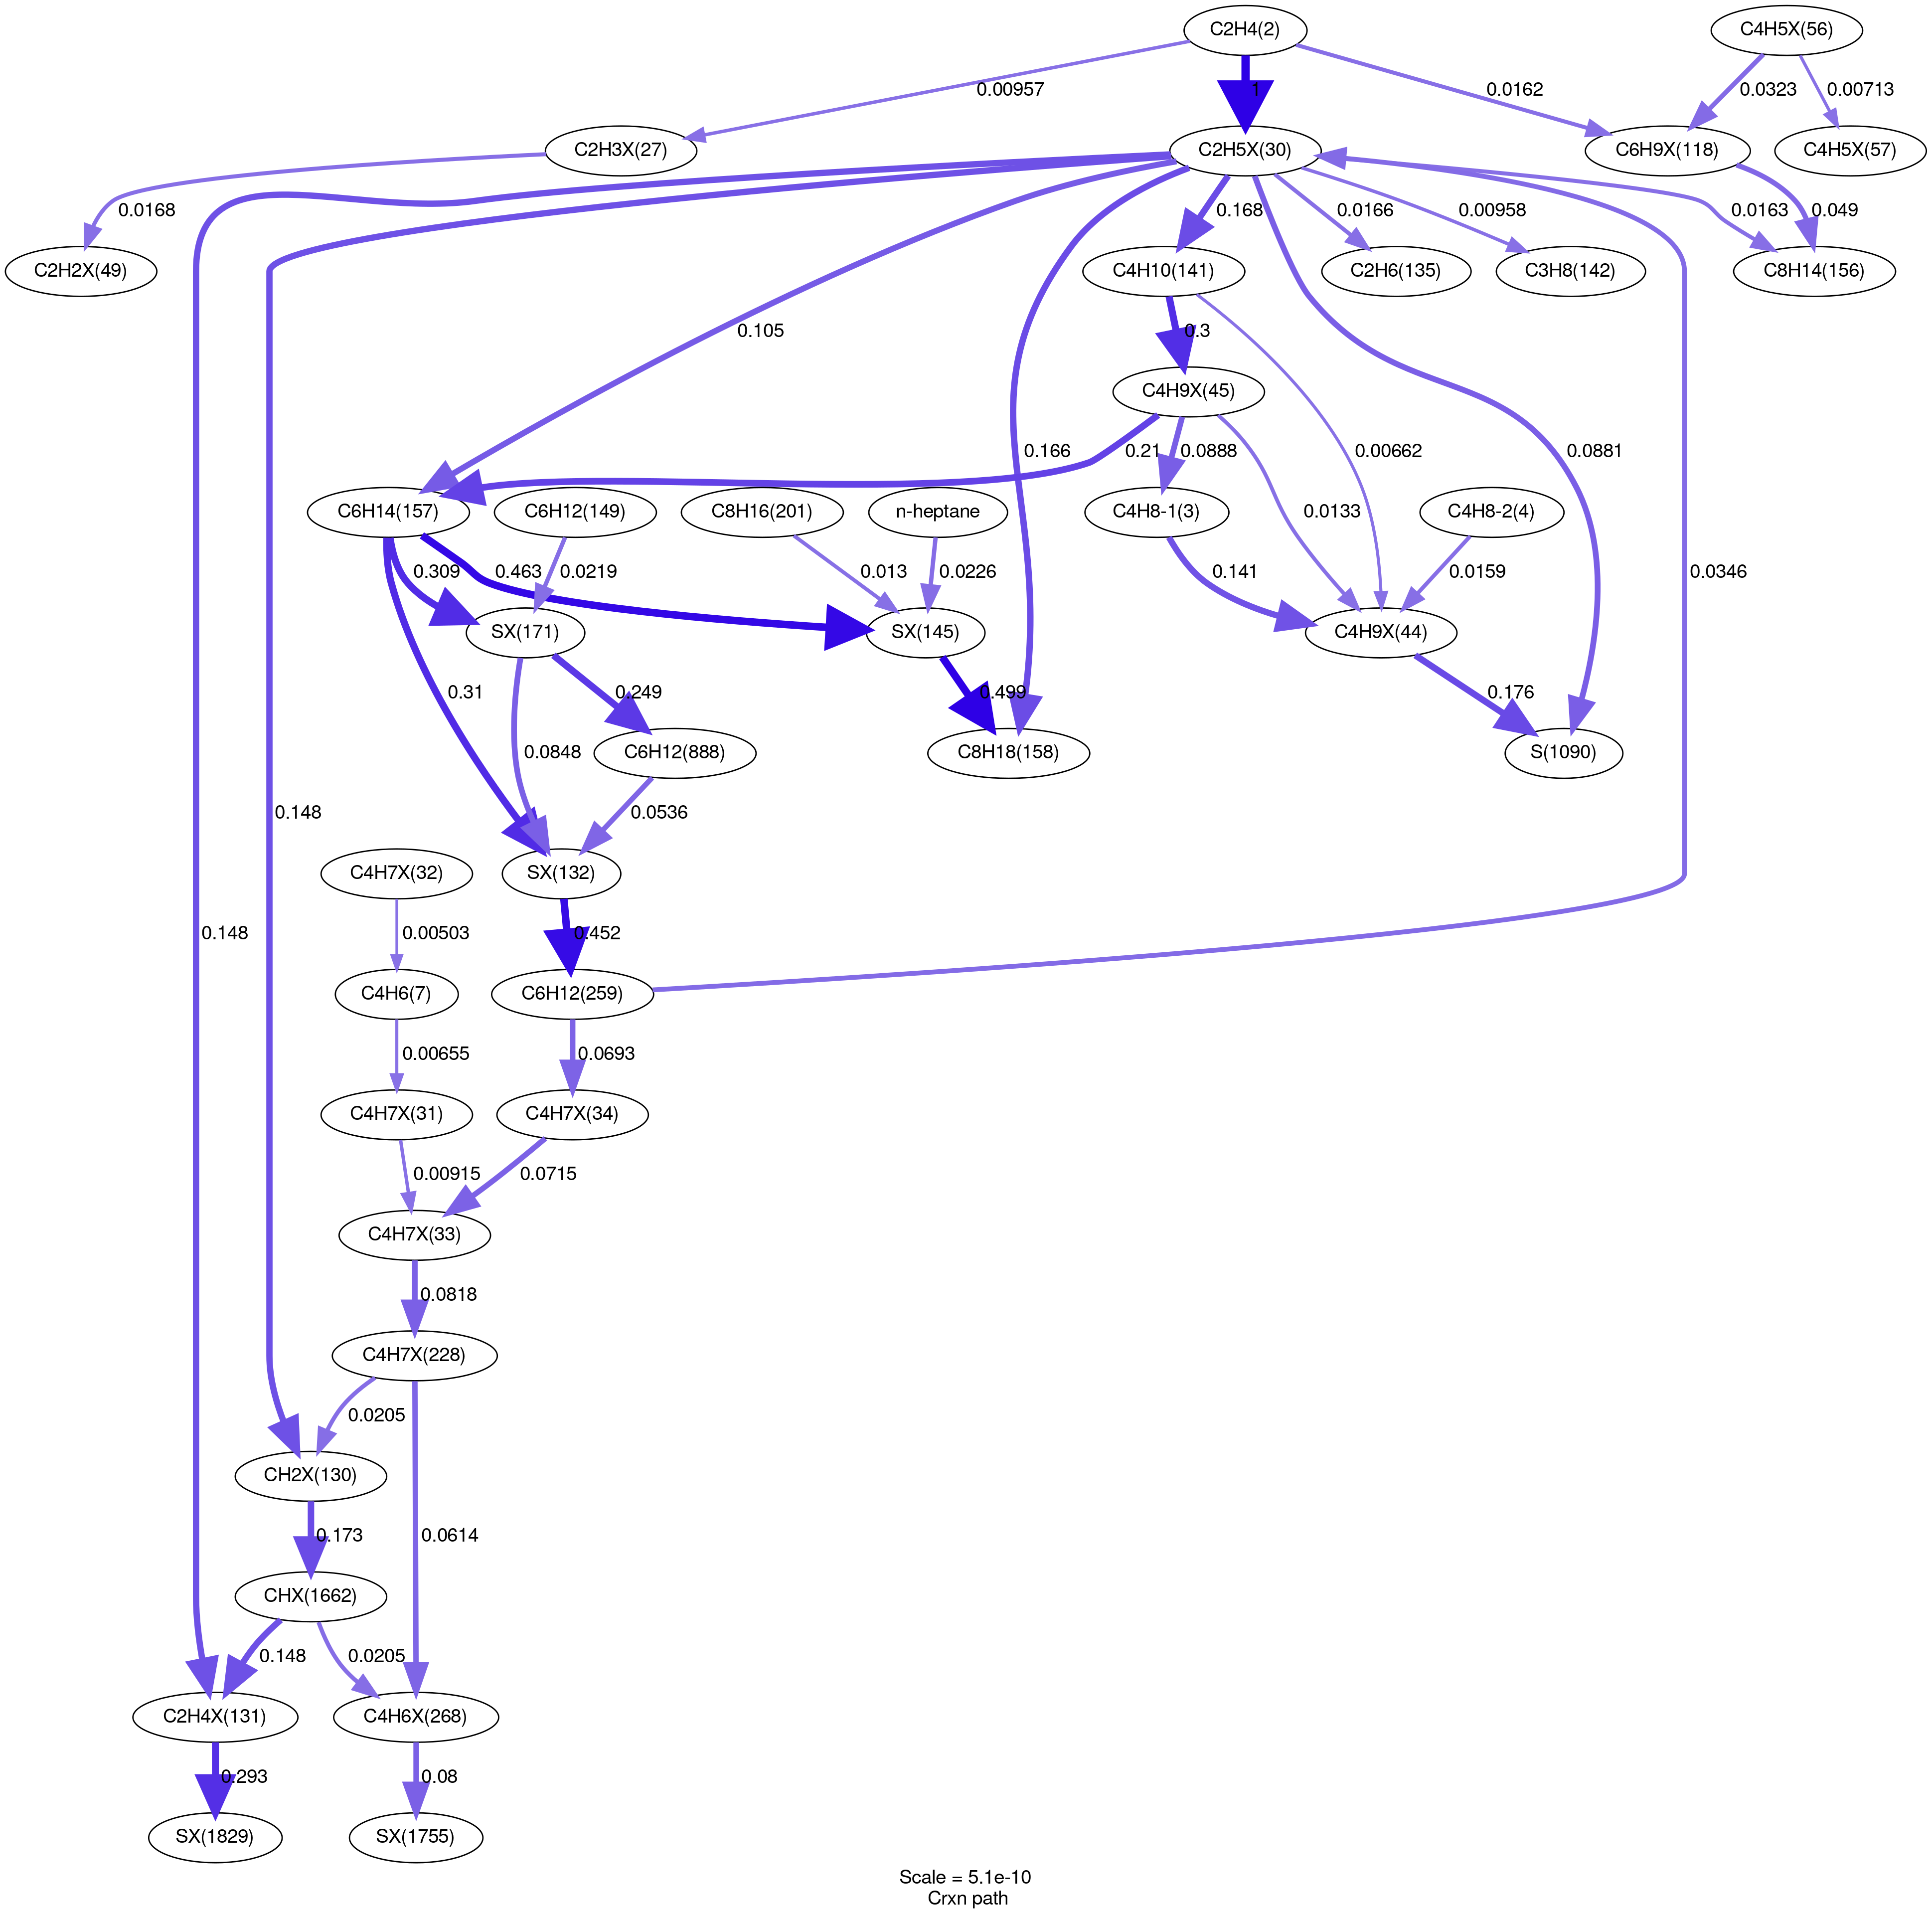 C2H4(2)
C4H5X(56)
0.00957
1
0.0162
0.0323
0.00713
C2H3X(27)
C2H5X(30)
C6H9X(118)
C4H5X(57)
0.0168
0.168
0.0166
0.00958
0.0163
0.049
C2H2X(49)
C4H10(141)
C2H6(135)
C3H8(142)
C8H14(156)
0.105
0.3
C4H9X(45)
0.166
0.21
0.0888
0.00662
0.0881
C6H14(157)
C6H12(149)
C8H16(201)
n-heptane
C4H8-1(3)
0.0133
C4H8-2(4)
0.309
0.463
0.0219
0.013
0.0226
0.141
0.0159
0.0346
SX(171)
SX(145)
C4H9X(44)
0.31
0.249
0.499
0.176
0.0848
C6H12(888)
C8H18(158)
S(1090)
0.148
0.0536
C4H7X(32)
SX(132)
0.148
0.00503
0.452
C4H6(7)
C6H12(259)
0.00655
0.0693
C4H7X(31)
C4H7X(34)
0.00915
0.0715
C4H7X(33)
0.0818
C4H7X(228)
0.0205
CH2X(130)
0.173
0.0614
CHX(1662)
0.148
0.0205
C2H4X(131)
C4H6X(268)
0.293
0.08
SX(1829)
SX(1755)
Scale = 5.1e-10
Crxn path